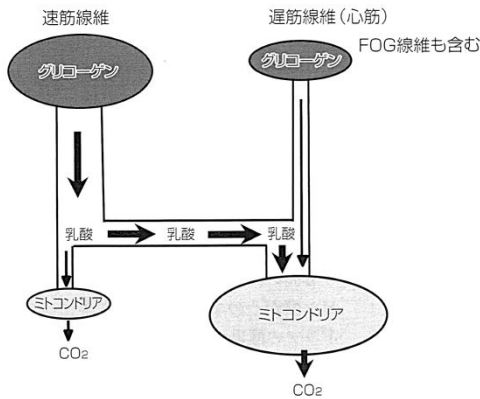 速筋線維
遅筋線維（心筋）
FOG線維も含む
グリコーゲン
グリコーゲン
乳酸
乳酸
乳酸
ミトコンドリア
ミトコンドリア
CO2
CO2